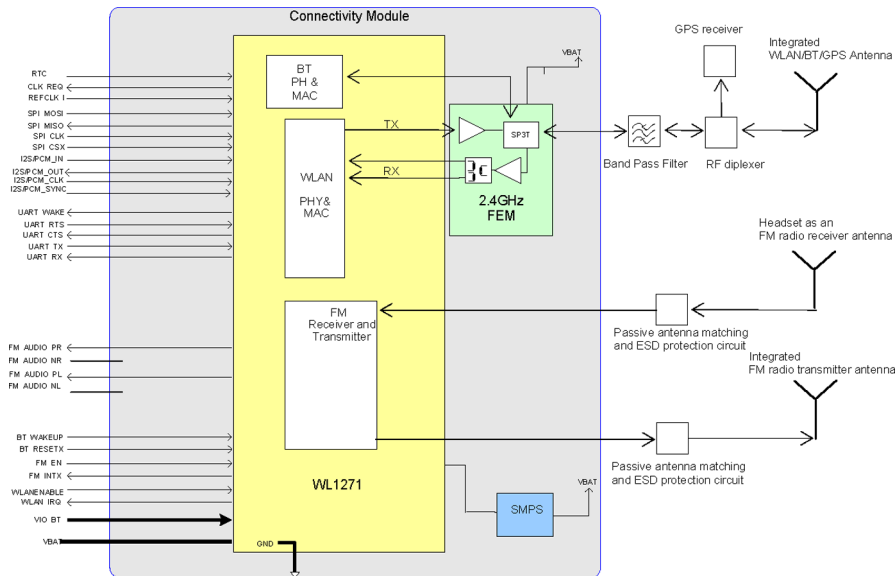 Connectivity Module
RTC
CLK REQ
REFCLK I
SPI MOSI
SPI MISO
SPI CLK
SPI CSX
I2S/PCM_IN
I2S/PCM_OUT
I2S/PCM_CLK
I2S/PCM_SYNC
UART WAKE
UART RTS
UART CTS
UART TX
UART RX
FM AUDIO PR
FM AUDIO NR
FM AUDIO PL
FM AUDIO NL
BT WAKEUP
BT RESETX
FM EN
FM INTX
WLANENABLE
WLAN IRQ
VIO BT
VBAT
GND
BT
PH &
MAC
WLAN
PHY&
MAC
TX
RX
FM
Receiver and
Transmitter
WL1271
VBAT
SP3T
2.4GHz
FEM
SMPS
VBAT
GPS receiver
Band Pass Filter
RF diplexer
Integrated
WLAN/BT/GPS Antenna
Headset as an
FM radio receiver antenna
Passive antenna matching
and ESD protection circuit
Integrated
FM radio transmitter antenna
Passive antenna matching
and ESD protection circuit